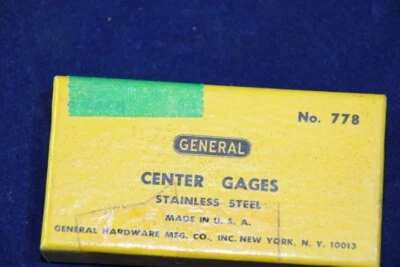 No. 778
GENERAL
CENTER GAGES
STAINLESS STEEL
MADE IN U. S. A.
GENERAL HARDWARE MFG. CO., INC. NEW YORK, N. Y. 10013